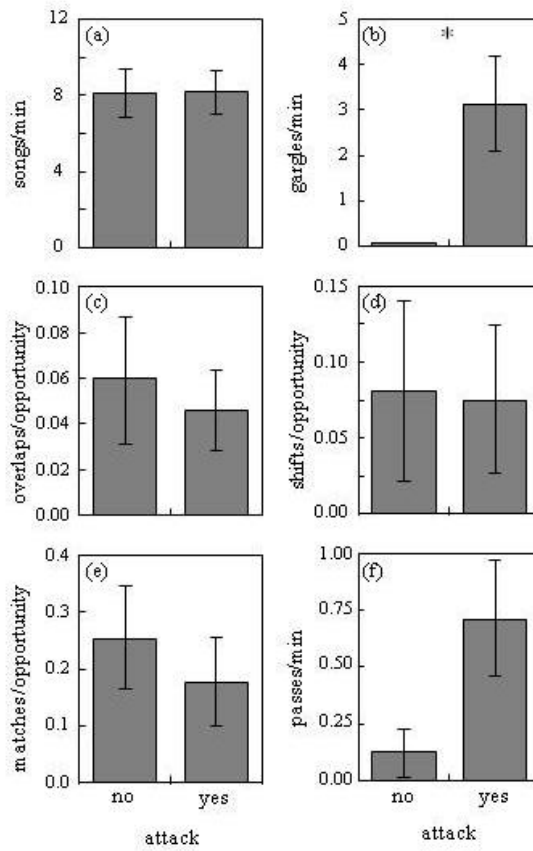 (a)
songs/min
12
8
4
0
(b)
*
gargles/min
5
4
3
2
1
0
(c)
overlaps/opportunity
0.10
0.08
0.06
0.04
0.02
0.00
(d)
shifts/opportunity
0.15
0.10
0.05
0.00
(e)
matches/opportunity
0.4
0.3
0.2
0.1
0.0
no yes
attack
(f)
passes/min
1.00
0.75
0.50
0.25
0.00
no yes
attack